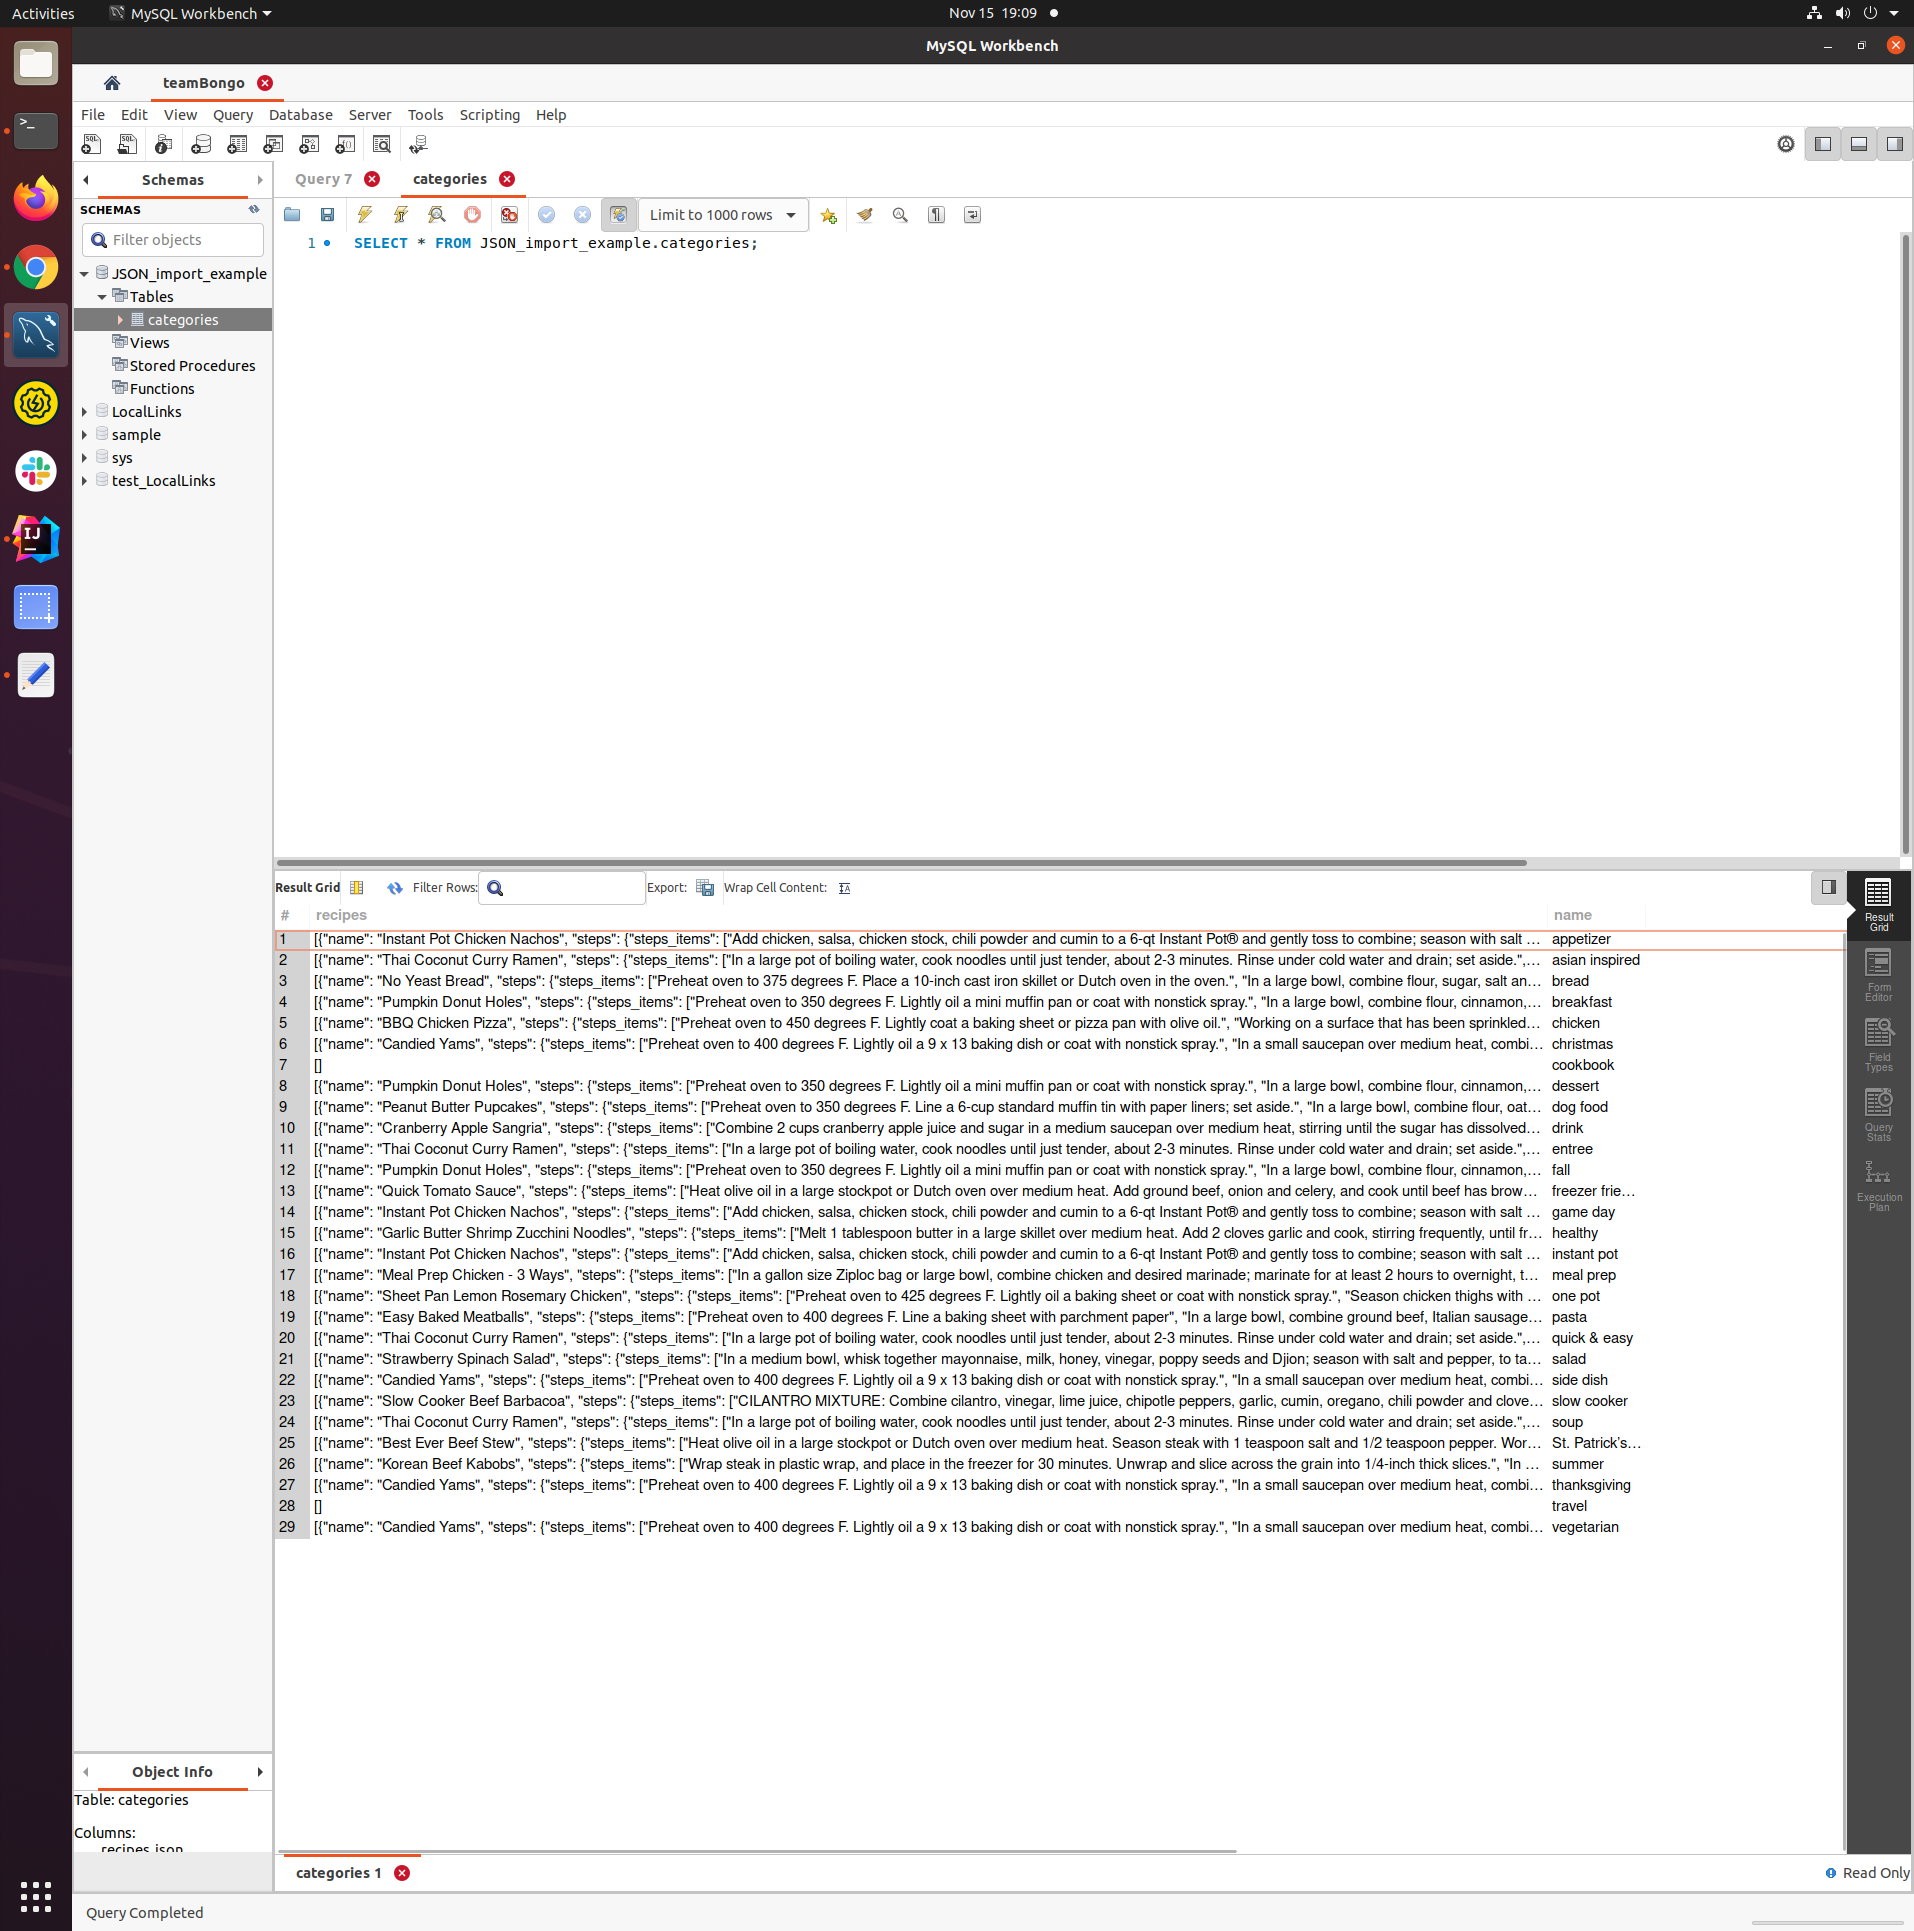 Activities
MySQL Workbench
Nov 15 19:09
MySQL Workbench
teamBongo
File Edit View Query Database Server Tools Scripting Help
Schemas
Query 7
categories
SCHEMAS
Limit to 1000 rows
Filter objects
1 SELECT * FROM JSON_import_example.categories;
JSON_import_example
Tables
categories
Views
Stored Procedures
Functions
LocalLinks
sample
sys
test_LocalLinks
IJ
Result Grid Filter Rows: Export: Wrap Cell Content:
# recipes name
1 [{"name": "Instant Pot Chicken Nachos", "steps": {"steps_items": ["Add chicken, salsa, chicken stock, chili powder and cumin to a 6-qt Instant Pot® and gently toss to combine; season with salt ... appetizer
2 [{"name": "Thai Coconut Curry Ramen", "steps": {"steps_items": ["In a large pot of boiling water, cook noodles until just tender, about 2-3 minutes. Rinse under cold water and drain; set aside.",... asian inspired
3 [{"name": "No Yeast Bread", "steps": {"steps_items": ["Preheat oven to 375 degrees F. Place a 10-inch cast iron skillet or Dutch oven in the oven.", "In a large bowl, combine flour, sugar, salt an... bread
4 [{"name": "Pumpkin Donut Holes", "steps": {"steps_items": ["Preheat oven to 350 degrees F. Lightly oil a mini muffin pan or coat with nonstick spray.", "In a large bowl, combine flour, cinnamon,... breakfast
5 [{"name": "BBQ Chicken Pizza", "steps": {"steps_items": ["Preheat oven to 450 degrees F. Lightly coat a baking sheet or pizza pan with olive oil.", "Working on a surface that has been sprinkled... chicken
6 [{"name": "Candied Yams", "steps": {"steps_items": ["Preheat oven to 400 degrees F. Lightly oil a 9 x 13 baking dish or coat with nonstick spray.", "In a small saucepan over medium heat, combi... christmas
7 [] cookbook
8 [{"name": "Pumpkin Donut Holes", "steps": {"steps_items": ["Preheat oven to 350 degrees F. Lightly oil a mini muffin pan or coat with nonstick spray.", "In a large bowl, combine flour, cinnamon,... dessert
9 [{"name": "Peanut Butter Pupcakes", "steps": {"steps_items": ["Preheat oven to 350 degrees F. Line a 6-cup standard muffin tin with paper liners; set aside.", "In a large bowl, combine flour, oat... dog food
10 [{"name": "Cranberry Apple Sangria", "steps": {"steps_items": ["Combine 2 cups cranberry apple juice and sugar in a medium saucepan over medium heat, stirring until the sugar has dissolved... drink
11 [{"name": "Thai Coconut Curry Ramen", "steps": {"steps_items": ["In a large pot of boiling water, cook noodles until just tender, about 2-3 minutes. Rinse under cold water and drain; set aside.",... entree
12 [{"name": "Pumpkin Donut Holes", "steps": {"steps_items": ["Preheat oven to 350 degrees F. Lightly oil a mini muffin pan or coat with nonstick spray.", "In a large bowl, combine flour, cinnamon,... fall
13 [{"name": "Quick Tomato Sauce", "steps": {"steps_items": ["Heat olive oil in a large stockpot or Dutch oven over medium heat. Add ground beef, onion and celery, and cook until beef has brow... freezer frie...
14 [{"name": "Instant Pot Chicken Nachos", "steps": {"steps_items": ["Add chicken, salsa, chicken stock, chili powder and cumin to a 6-qt Instant Pot® and gently toss to combine; season with salt ... game day
15 [{"name": "Garlic Butter Shrimp Zucchini Noodles", "steps": {"steps_items": ["Melt 1 tablespoon butter in a large skillet over medium heat. Add 2 cloves garlic and cook, stirring frequently, until fr... healthy
16 [{"name": "Instant Pot Chicken Nachos", "steps": {"steps_items": ["Add chicken, salsa, chicken stock, chili powder and cumin to a 6-qt Instant Pot® and gently toss to combine; season with salt ... instant pot
17 [{"name": "Meal Prep Chicken - 3 Ways", "steps": {"steps_items": ["In a gallon size Ziploc bag or large bowl, combine chicken and desired marinade; marinate for at least 2 hours to overnight, t... meal prep
18 [{"name": "Sheet Pan Lemon Rosemary Chicken", "steps": {"steps_items": ["Preheat oven to 425 degrees F. Lightly oil a baking sheet or coat with nonstick spray.", "Season chicken thighs with ... one pot
19 [{"name": "Easy Baked Meatballs", "steps": {"steps_items": ["Preheat oven to 400 degrees F. Line a baking sheet with parchment paper", "In a large bowl, combine ground beef, Italian sausage... pasta
20 [{"name": "Thai Coconut Curry Ramen", "steps": {"steps_items": ["In a large pot of boiling water, cook noodles until just tender, about 2-3 minutes. Rinse under cold water and drain; set aside.",... quick & easy
21 [{"name": "Strawberry Spinach Salad", "steps": {"steps_items": ["In a medium bowl, whisk together mayonnaise, milk, honey, vinegar, poppy seeds and Djion; season with salt and pepper, to ta... salad
22 [{"name": "Candied Yams", "steps": {"steps_items": ["Preheat oven to 400 degrees F. Lightly oil a 9 x 13 baking dish or coat with nonstick spray.", "In a small saucepan over medium heat, combi... side dish
23 [{"name": "Slow Cooker Beef Barbacoa", "steps": {"steps_items": ["CILANTRO MIXTURE: Combine cilantro, vinegar, lime juice, chipotle peppers, garlic, cumin, oregano, chili powder and clove... slow cooker
24 [{"name": "Thai Coconut Curry Ramen", "steps": {"steps_items": ["In a large pot of boiling water, cook noodles until just tender, about 2-3 minutes. Rinse under cold water and drain; set aside.",... soup
25 [{"name": "Best Ever Beef Stew", "steps": {"steps_items": ["Heat olive oil in a large stockpot or Dutch oven over medium heat. Season steak with 1 teaspoon salt and 1/2 teaspoon pepper. Wor... St. Patrick's...
26 [{"name": "Korean Beef Kabobs", "steps": {"steps_items": ["Wrap steak in plastic wrap, and place in the freezer for 30 minutes. Unwrap and slice across the grain into 1/4-inch thick slices.", "In ... summer
27 [{"name": "Candied Yams", "steps": {"steps_items": ["Preheat oven to 400 degrees F. Lightly oil a 9 x 13 baking dish or coat with nonstick spray.", "In a small saucepan over medium heat, combi... thanksgiving
28 [] travel
29 [{"name": "Candied Yams", "steps": {"steps_items": ["Preheat oven to 400 degrees F. Lightly oil a 9 x 13 baking dish or coat with nonstick spray.", "In a small saucepan over medium heat, combi... vegetarian
Result
Grid
Form
Editor
Field
Types
Query
Stats
Execution
Plan
Object Info
Table: categories
Columns:
recipes json
categories 1
Read Only
Query Completed